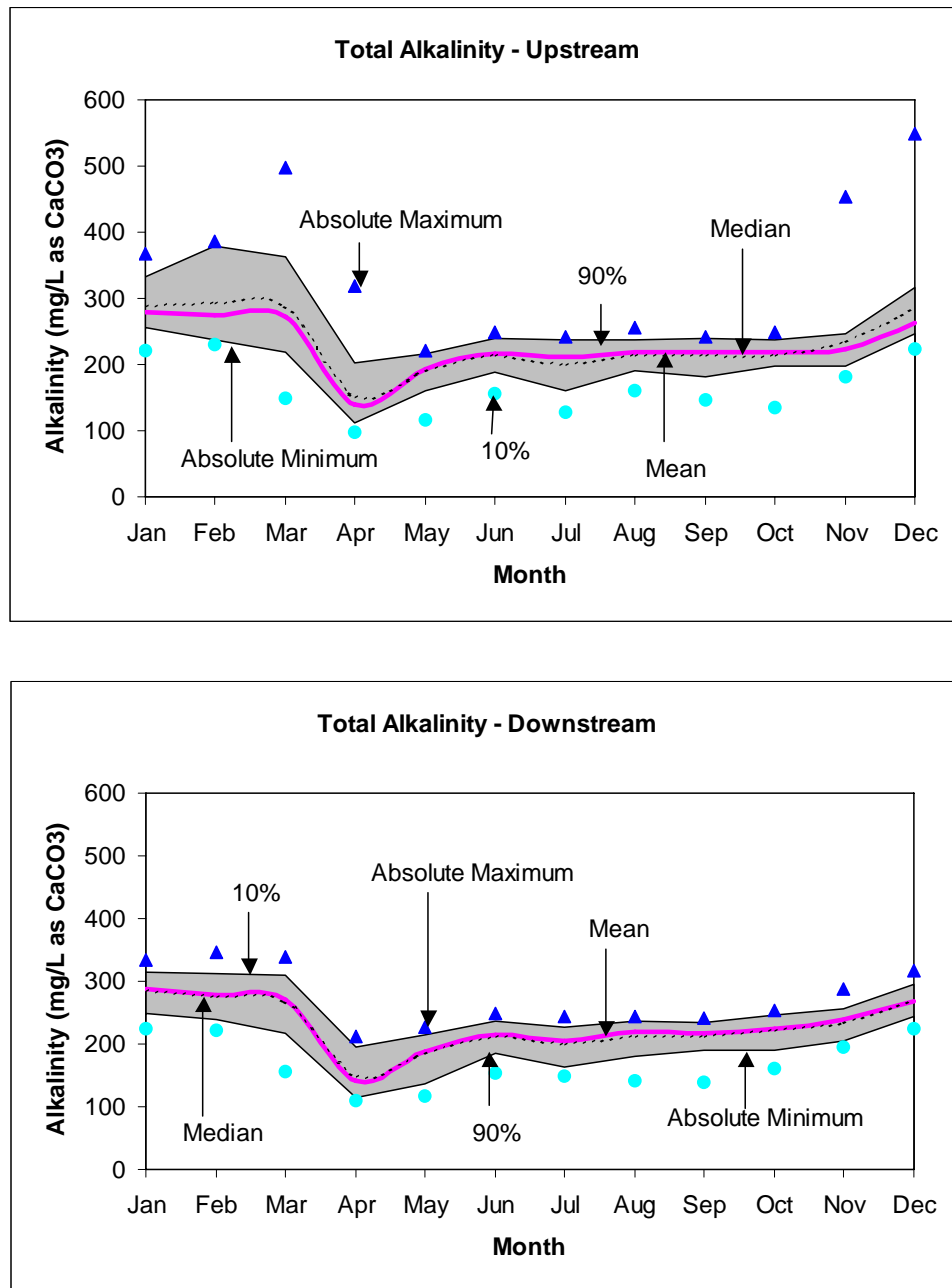 Total Alkalinity - Upstream
Alkalinity (mg/L as CaCO3)
600
500
400
300
200
100
0
Absolute Maximum
Median
90%
Absolute Minimum
10%
Mean
Jan Feb Mar Apr May Jun Jul Aug Sep Oct Nov Dec
Month
Total Alkalinity - Downstream
Alkalinity (mg/L as CaCO3)
600
500
400
300
200
100
0
Absolute Maximum
10%
Mean
Median
90%
Absolute Minimum
Jan Feb Mar Apr May Jun Jul Aug Sep Oct Nov Dec
Month